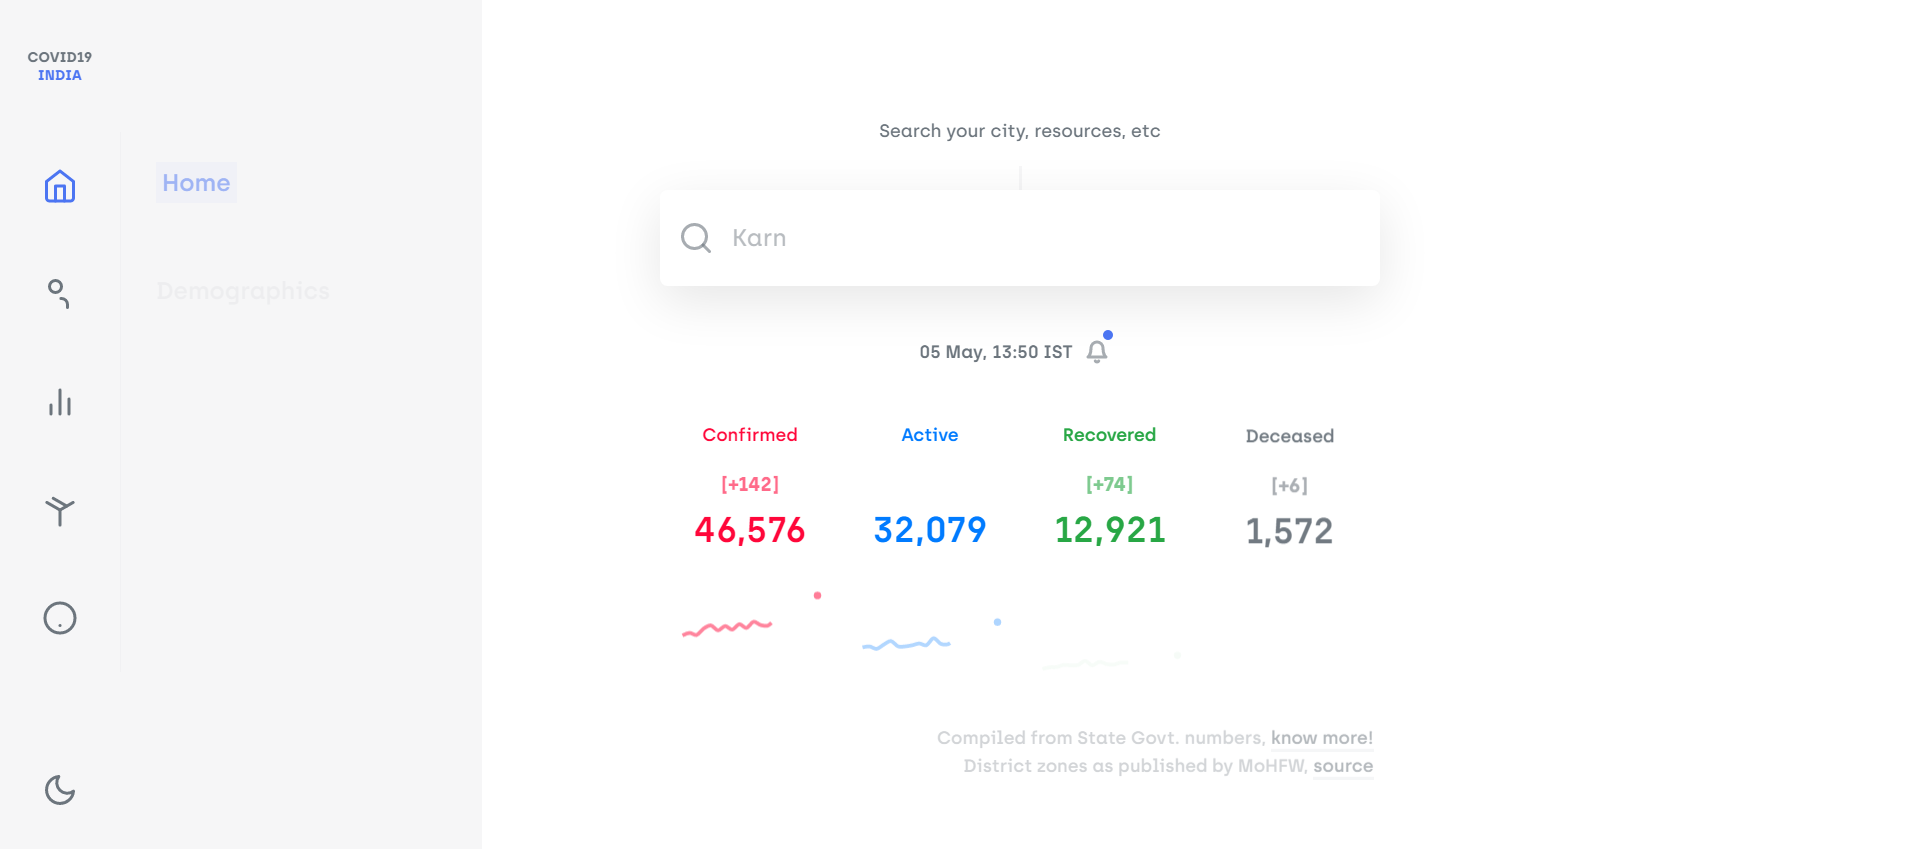 COVID19
INDIA
Home
Demographics
Search your city, resources, etc
Karn
05 May, 13:50 IST
Confirmed
Active
Recovered
Deceased
[+142]
[+74]
[+6]
46,576
32,079
12,921
1,572
Compiled from State Govt. numbers, know more!
District zones as published by MoHFW, source